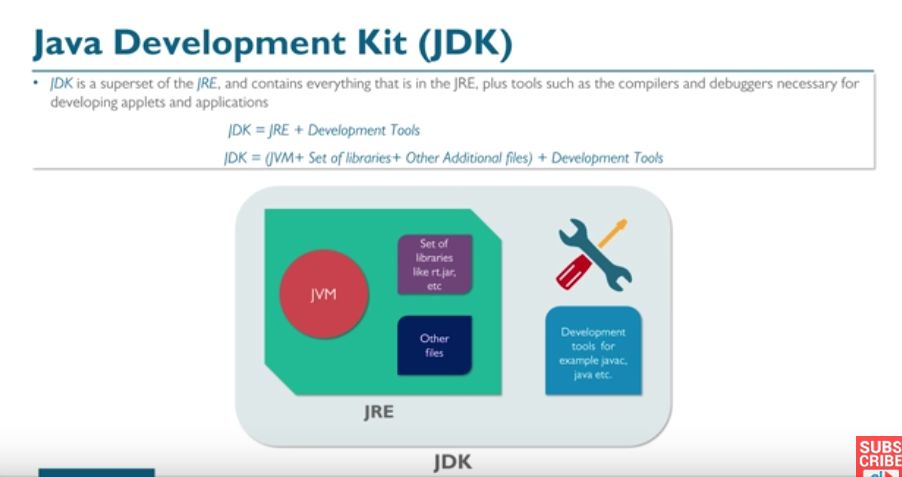 Java Development Kit (JDK)
• JDK is a superset of the JRE, and contains everything that is in the JRE, plus tools such as the compilers and debuggers necessary for
developing applets and applications
JDK = JRE + Development Tools
JDK = (JVM+ Set of libraries+ Other Additional files) + Development Tools
JVM
Set of
libraries
like rt.jar,
etc
Other
files
Development
tools for
example javac,
java etc.
JRE
JDK
SUBS
CRIBE